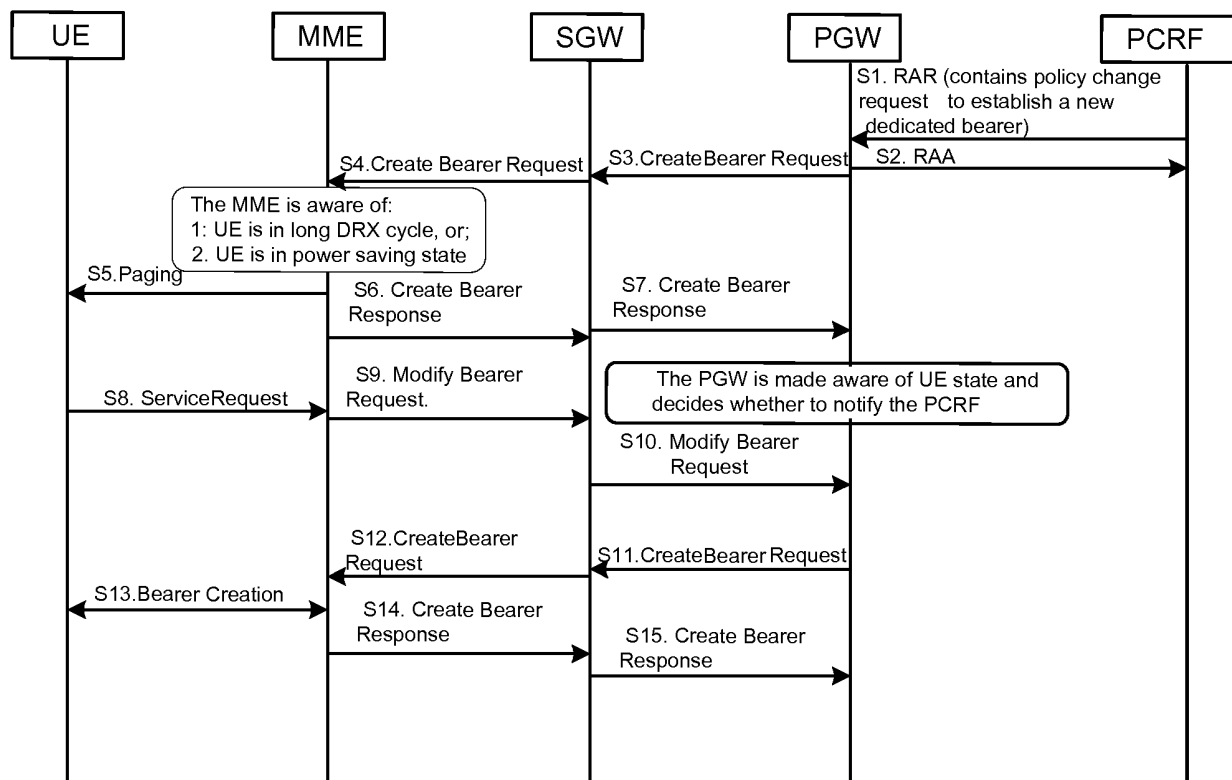 UE
MME
SGW
PGW
PCRF
S1. RAR (contains policy change
request to establish a new
dedicated bearer)
S2. RAA
S3.CreateBearer Request
S4.Create Bearer Request
The MME is aware of:
1: UE is in long DRX cycle, or;
2. UE is in power saving state
S5.Paging
S6. Create Bearer
Response
S7. Create Bearer
Response
S8. ServiceRequest
S9. Modify Bearer
Request.
The PGW is made aware of UE state and
decides whether to notify the PCRF
S10. Modify Bearer
Request
S11.CreateBearer Request
S12.CreateBearer
Request
S13.Bearer Creation
S14. Create Bearer
Response
S15. Create Bearer
Response